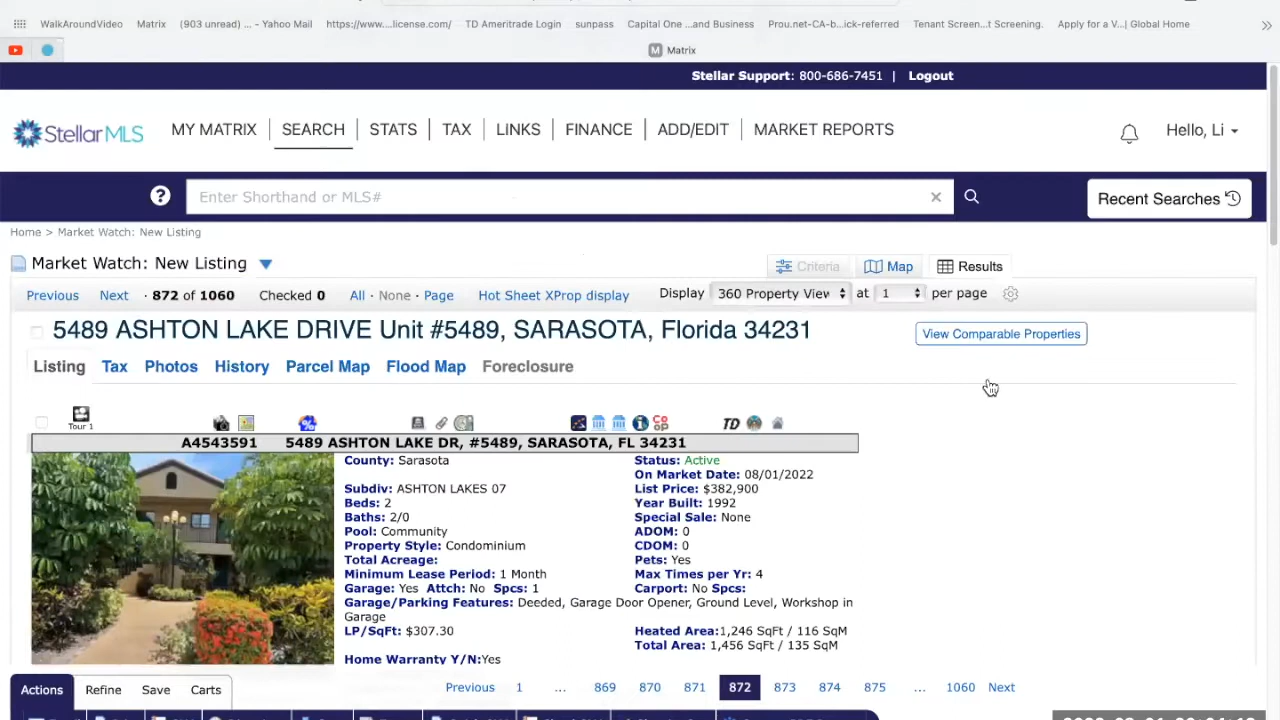 WalkAroundVideo Matrix (903 unread) ... - Yahoo Mail https://www....license.com/ TD Ameritrade Login sunpass Capital One ...and Business Prou.net-CA-b...ick-referred Tenant Screen...t Screening. Apply for a V...| Global Home
Matrix
Stellar Support: 800-686-7451 | Logout
StellarMLS MY MATRIX SEARCH STATS TAX LINKS FINANCE ADD/EDIT MARKET REPORTS Hello, Li
Enter Shorthand or MLS# Recent Searches
Home > Market Watch: New Listing
Market Watch: New Listing Criteria Map Results
Previous Next · 872 of 1060 Checked 0 All · None · Page Hot Sheet XProp display Display 360 Property View at 1 per page
5489 ASHTON LAKE DRIVE Unit #5489, SARASOTA, Florida 34231 View Comparable Properties
Listing Tax Photos History Parcel Map Flood Map Foreclosure
Tour 1 TD
A4543591 5489 ASHTON LAKE DR, #5489, SARASOTA, FL 34231
County: Sarasota Status: Active
On Market Date: 08/01/2022
Subdiv: ASHTON LAKES 07 List Price: $382,900
Beds: 2 Year Built: 1992
Baths: 2/0 Special Sale: None
Pool: Community ADOM: 0
Property Style: Condominium CDOM: 0
Total Acreage: Pets: Yes
Minimum Lease Period: 1 Month Max Times per Yr: 4
Garage: Yes Attch: No Spcs: 1 Carport: No Spcs:
Garage/Parking Features: Deeded, Garage Door Opener, Ground Level, Workshop in
Garage
LP/SqFt: $307.30 Heated Area:1,246 SqFt / 116 SqM
Total Area: 1,456 SqFt / 135 SqM
Home Warranty Y/N:Yes
Actions Refine Save Carts Previous 1 ... 869 870 871 872 873 874 875 ... 1060 Next